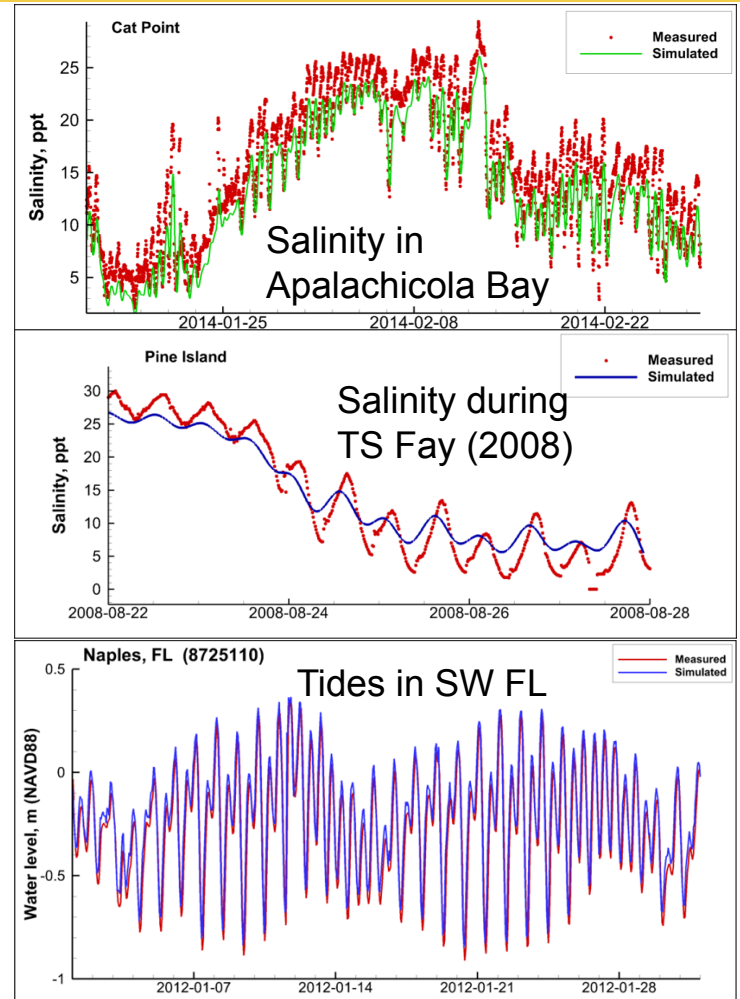 Cat Point
Measured
Simulated
25
20
15
10
5
Salinity, ppt
Salinity in
Apalachicola Bay
2014-01-25 2014-02-08 2014-02-22
Pine Island
Measured
Simulated
30
25
20
15
10
5
0
Salinity, ppt
Salinity during
TS Fay (2008)
2008-08-22 2008-08-24 2008-08-26 2008-08-28
Naples, FL (8725110)
Measured
Simulated
Tides in SW FL
0.5
0
-0.5
-1
Water level, m (NAVD88)
2012-01-07 2012-01-14 2012-01-21 2012-01-28